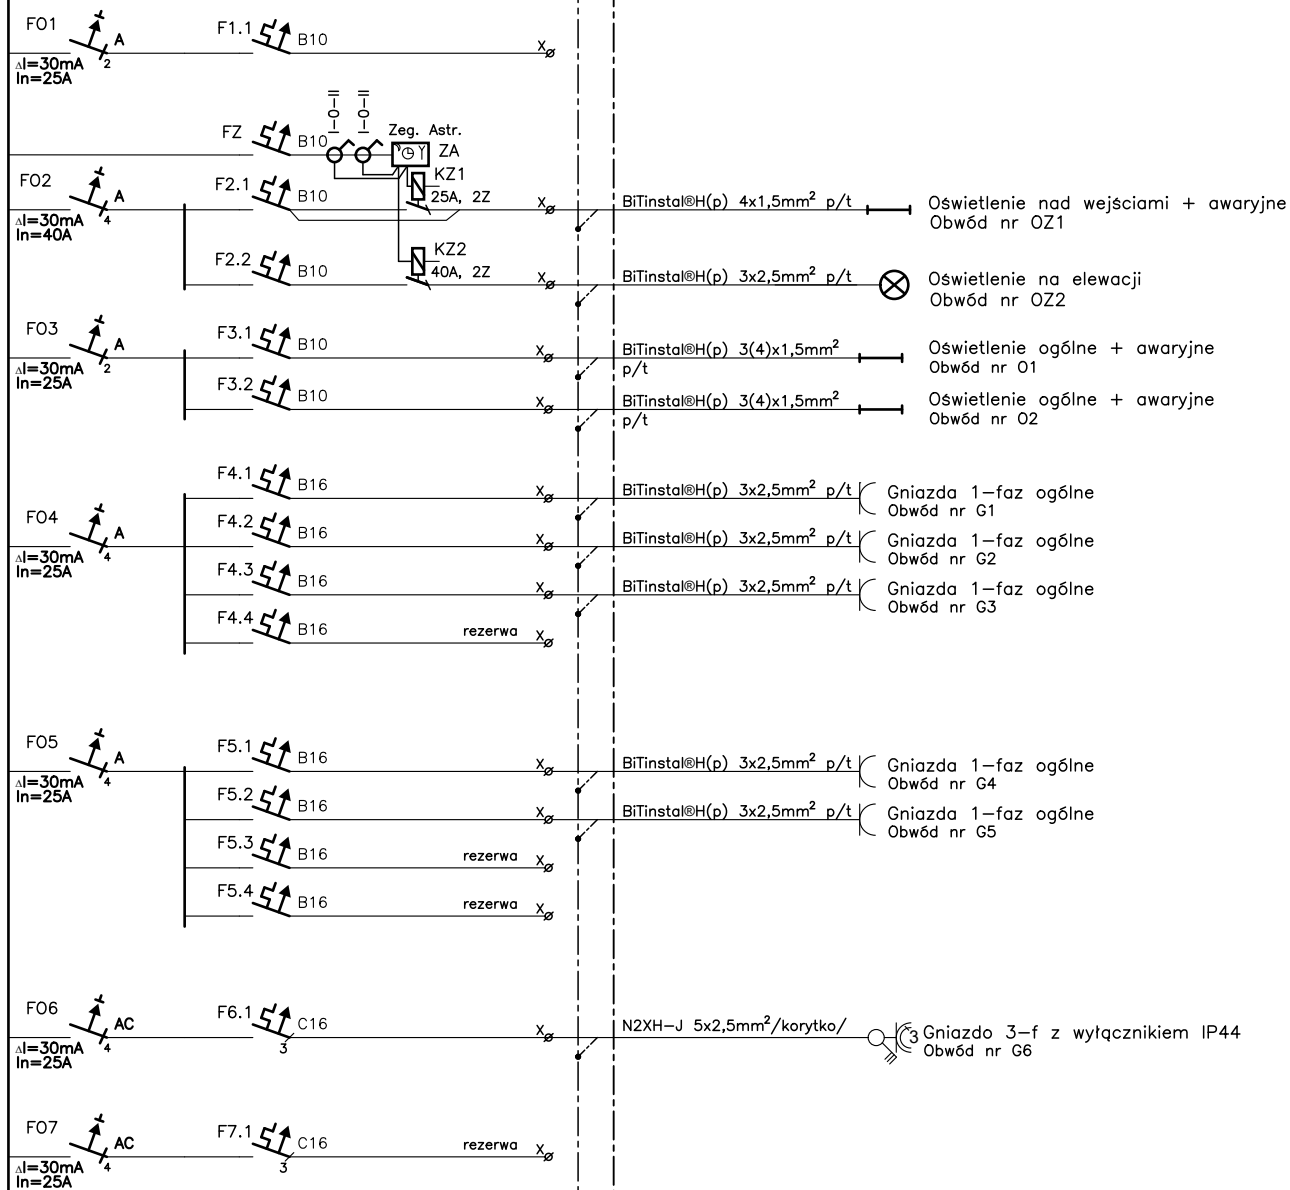 FO1
A
2
ΔI=30mA
In=25A
F1.1
B10
X
FZ
B10
I-O-II
I-O-II
Zeg. Astr.
ZA
FO2
A
4
ΔI=30mA
In=40A
F2.1
B10
KZ1
25A, 2Z
X
BiTinstal®H(p) 4x1,5mm² p/t
Oświetlenie nad wejściami + awaryjne
Obwód nr OZ1
F2.2
B10
KZ2
40A, 2Z
X
BiTinstal®H(p) 3x2,5mm² p/t
Oświetlenie na elewacji
Obwód nr OZ2
FO3
A
2
ΔI=30mA
In=25A
F3.1
B10
X
BiTinstal®H(p) 3(4)x1,5mm²
p/t
Oświetlenie ogólne + awaryjne
Obwód nr O1
F3.2
B10
X
BiTinstal®H(p) 3(4)x1,5mm²
p/t
Oświetlenie ogólne + awaryjne
Obwód nr O2
FO4
A
4
ΔI=30mA
In=25A
F4.1
B16
X
BiTinstal®H(p) 3x2,5mm² p/t
Gniazda 1-faz ogólne
Obwód nr G1
F4.2
B16
X
BiTinstal®H(p) 3x2,5mm² p/t
Gniazda 1-faz ogólne
Obwód nr G2
F4.3
B16
X
BiTinstal®H(p) 3x2,5mm² p/t
Gniazda 1-faz ogólne
Obwód nr G3
F4.4
B16
rezerwa
X
FO5
A
4
ΔI=30mA
In=25A
F5.1
B16
X
BiTinstal®H(p) 3x2,5mm² p/t
Gniazda 1-faz ogólne
Obwód nr G4
F5.2
B16
X
BiTinstal®H(p) 3x2,5mm² p/t
Gniazda 1-faz ogólne
Obwód nr G5
F5.3
B16
rezerwa
X
F5.4
B16
rezerwa
X
FO6
AC
4
ΔI=30mA
In=25A
F6.1
C16
3
X
N2XH-J 5x2,5mm²/korytko/
3
Gniazdo 3-f z wyłącznikiem IP44
Obwód nr G6
FO7
AC
4
ΔI=30mA
In=25A
F7.1
C16
3
rezerwa
X